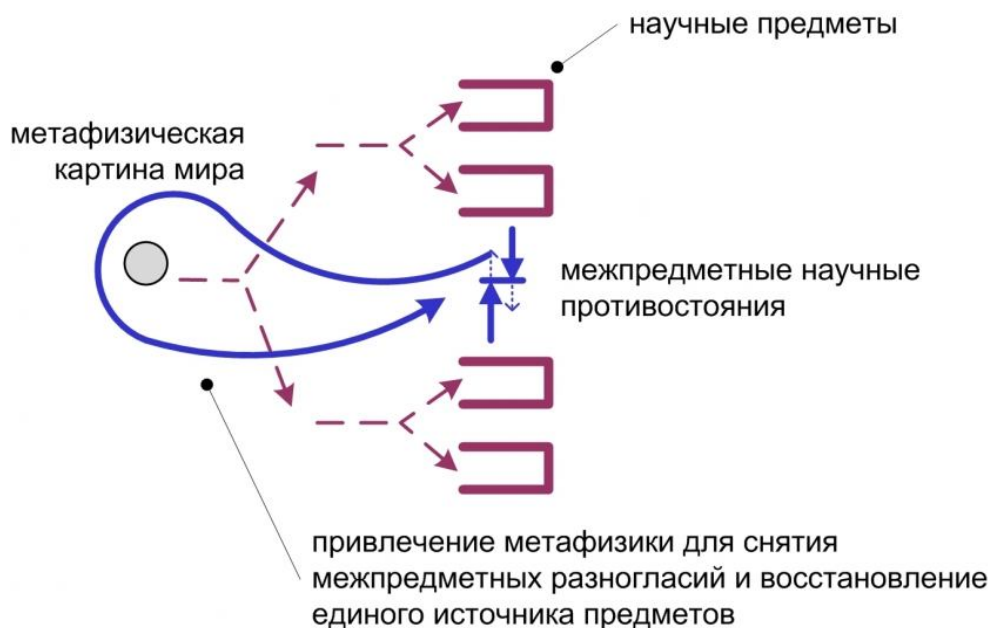 научные предметы
метафизическая
картина мира
межпредметные научные
противостояния
привлечение метафизики для снятия
межпредметных разногласий и восстановление
единого источника предметов